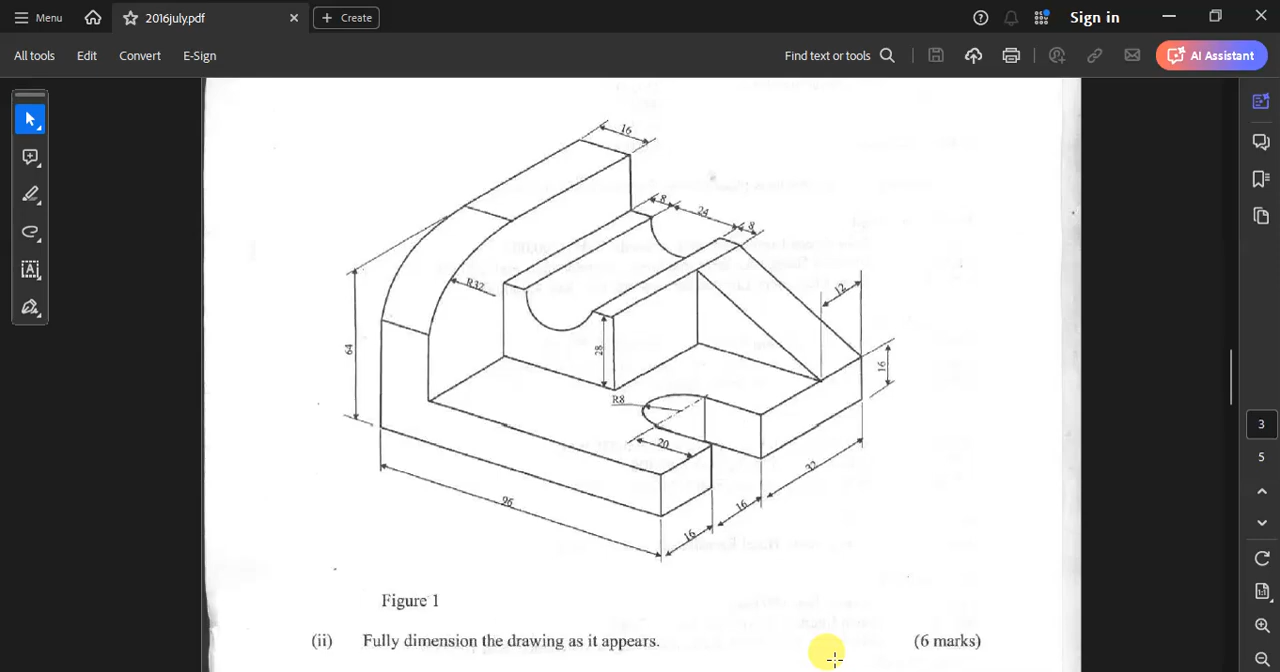 Menu
2016july.pdf
Create
Sign in
All tools
Edit
Convert
E-Sign
Find text or tools
AI Assistant
16
8
24
8
R32
12
64
28
16
R8
20
32
96
16
16
3
5
Figure 1
(ii) Fully dimension the drawing as it appears. (6 marks)